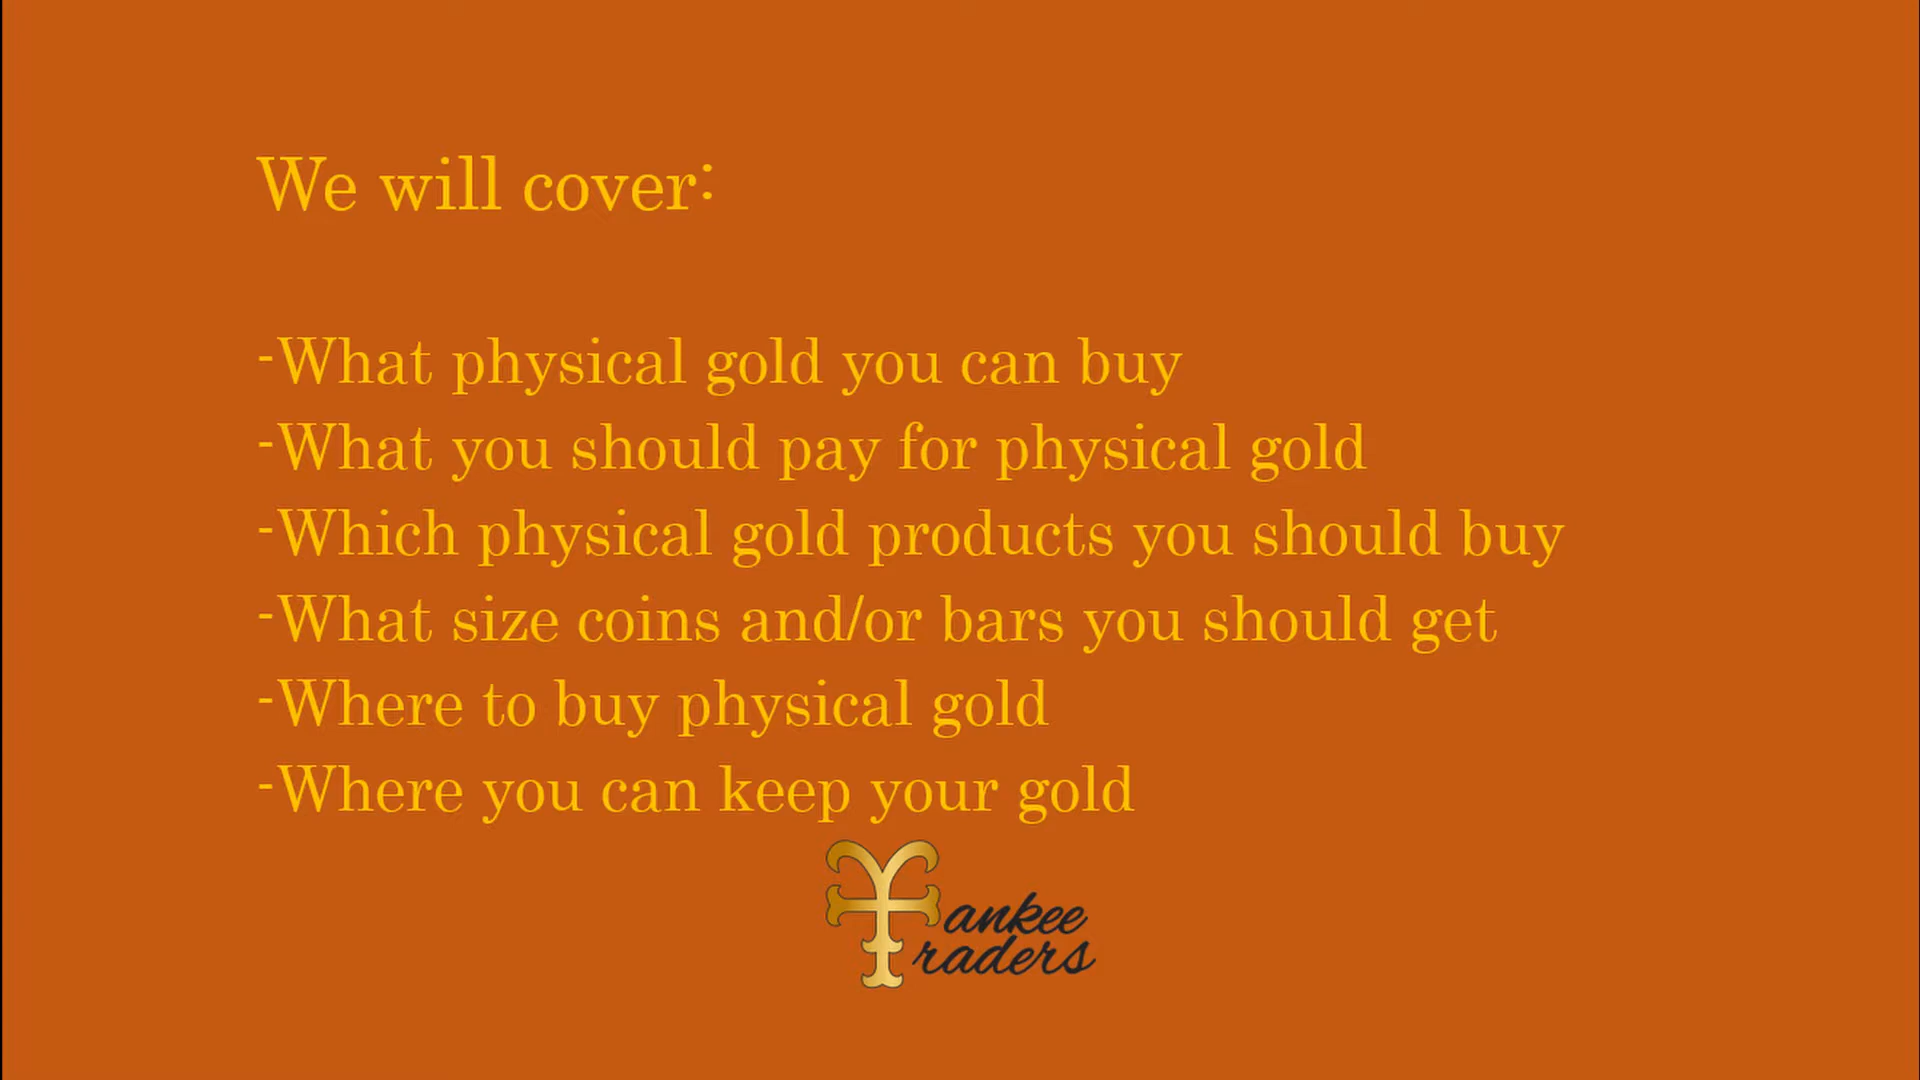 We will cover:
-What physical gold you can buy
-What you should pay for physical gold
-Which physical gold products you should buy
-What size coins and/or bars you should get
-Where to buy physical gold
-Where you can keep your gold
Yankee
Traders